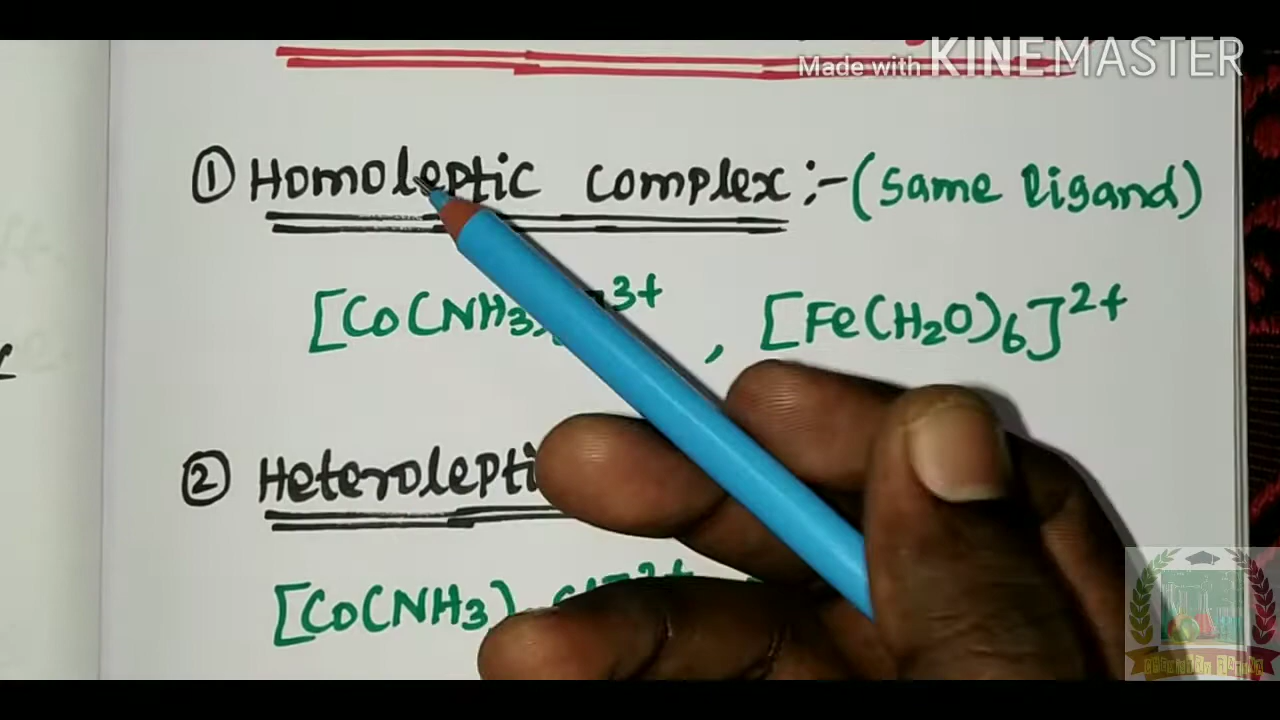 Made with KINEMASTER
① Homoleptic complex :- (same ligand)
[Co(NH3) 3+ , [Fe(H2O)6]2+
② Heterolepti
[Co(NH3)